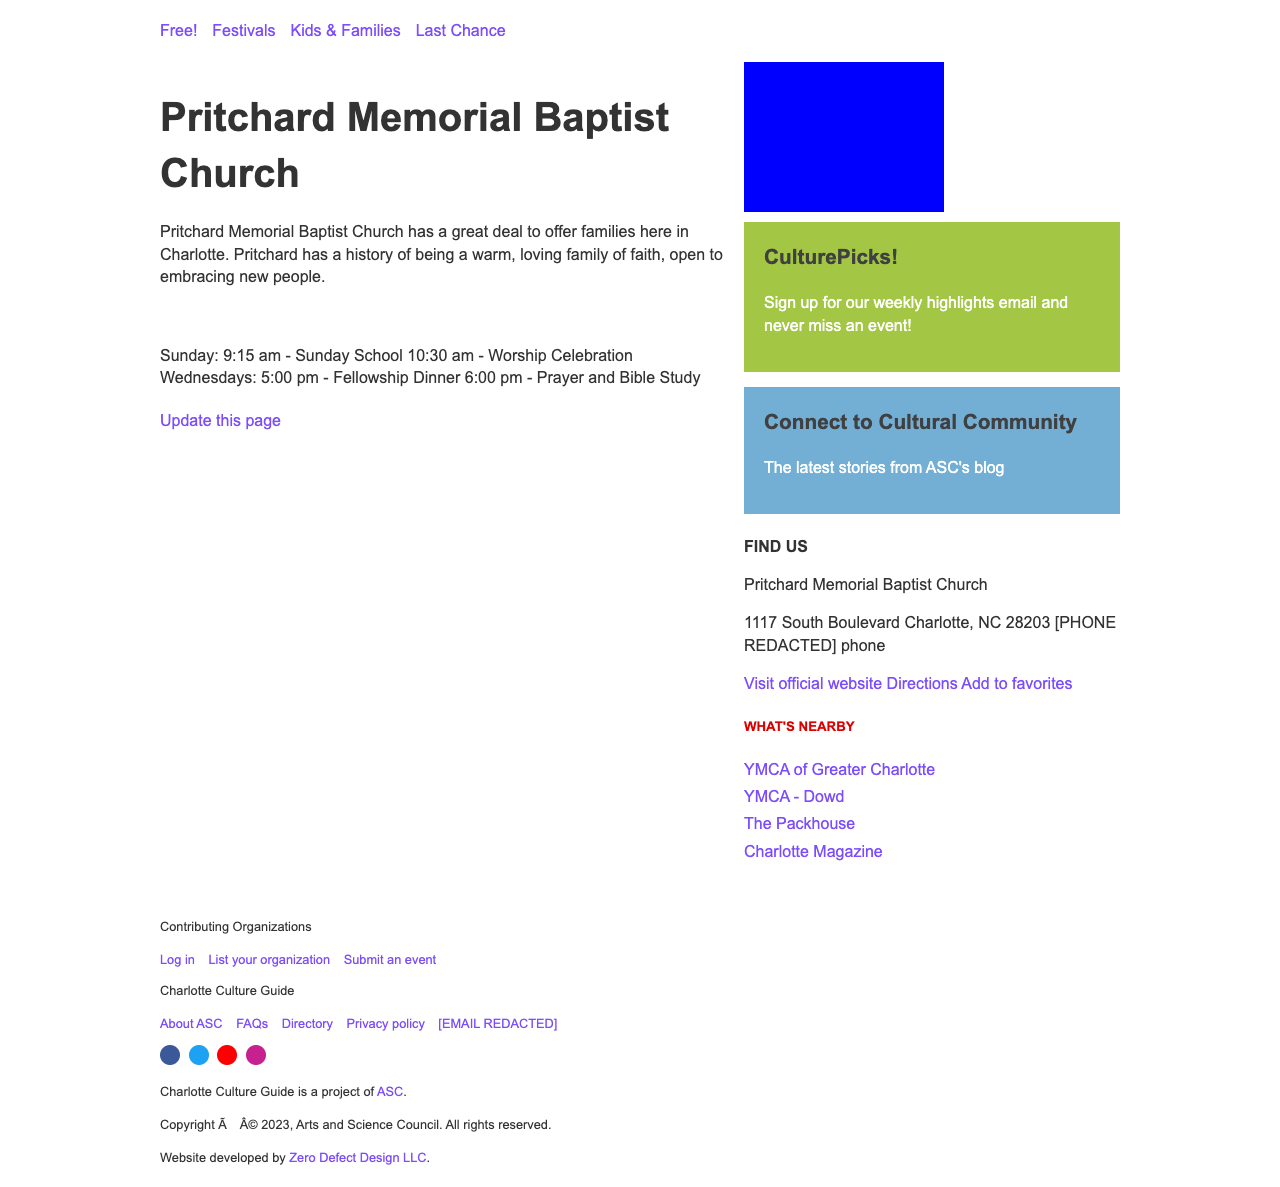 Free! Festivals Kids & Families Last Chance
Pritchard Memorial Baptist
Church
Pritchard Memorial Baptist Church has a great deal to offer families here in
Charlotte. Pritchard has a history of being a warm, loving family of faith, open to
embracing new people.
Sunday: 9:15 am - Sunday School 10:30 am - Worship Celebration
Wednesdays: 5:00 pm - Fellowship Dinner 6:00 pm - Prayer and Bible Study
Update this page
CulturePicks!
Sign up for our weekly highlights email and
never miss an event!
Connect to Cultural Community
The latest stories from ASC's blog
FIND US
Pritchard Memorial Baptist Church
1117 South Boulevard Charlotte, NC 28203 [PHONE
REDACTED] phone
Visit official website Directions Add to favorites
WHAT'S NEARBY
YMCA of Greater Charlotte
YMCA - Dowd
The Packhouse
Charlotte Magazine
Contributing Organizations
Log in List your organization Submit an event
Charlotte Culture Guide
About ASC FAQs Directory Privacy policy [EMAIL REDACTED]
Charlotte Culture Guide is a project of ASC.
Copyright Ã Â© 2023, Arts and Science Council. All rights reserved.
Website developed by Zero Defect Design LLC.